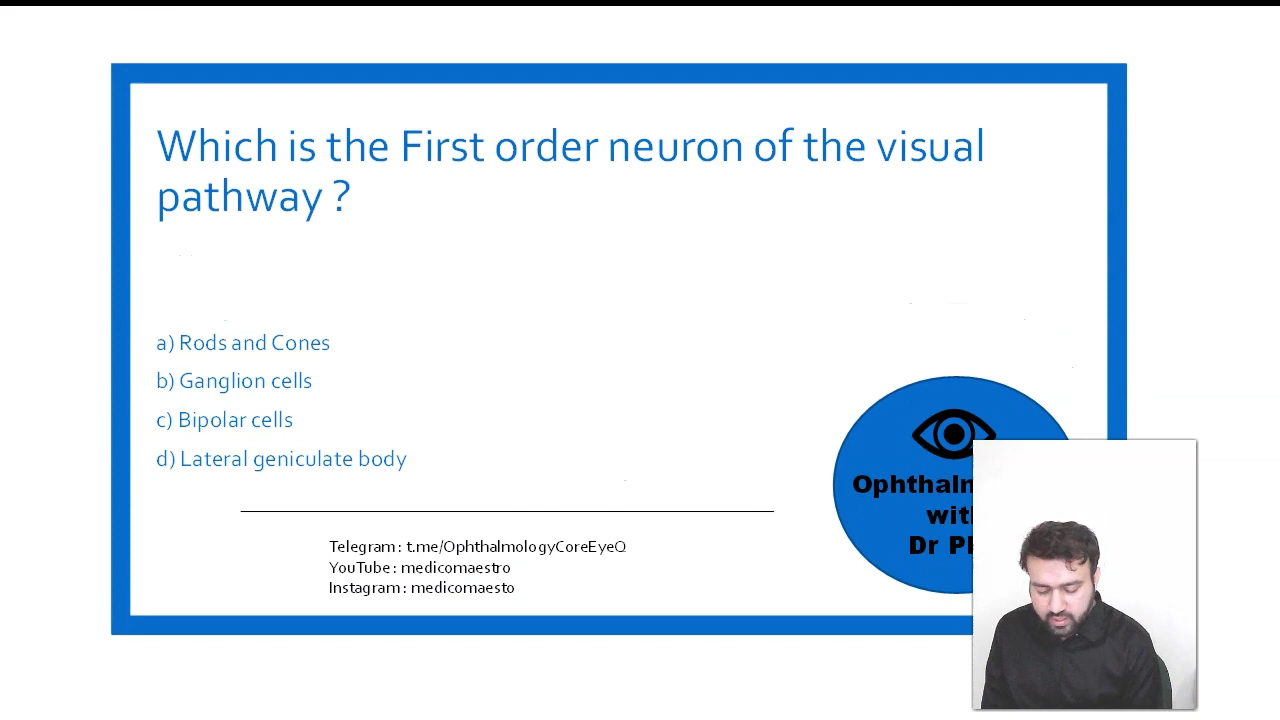 Which is the First order neuron of the visual
pathway ?
a) Rods and Cones
b) Ganglion cells
c) Bipolar cells
d) Lateral geniculate body
Telegram : t.me/OphthalmologyCoreEyeQ
YouTube : medicomaestro
Instagram : medicomaesto
Dr